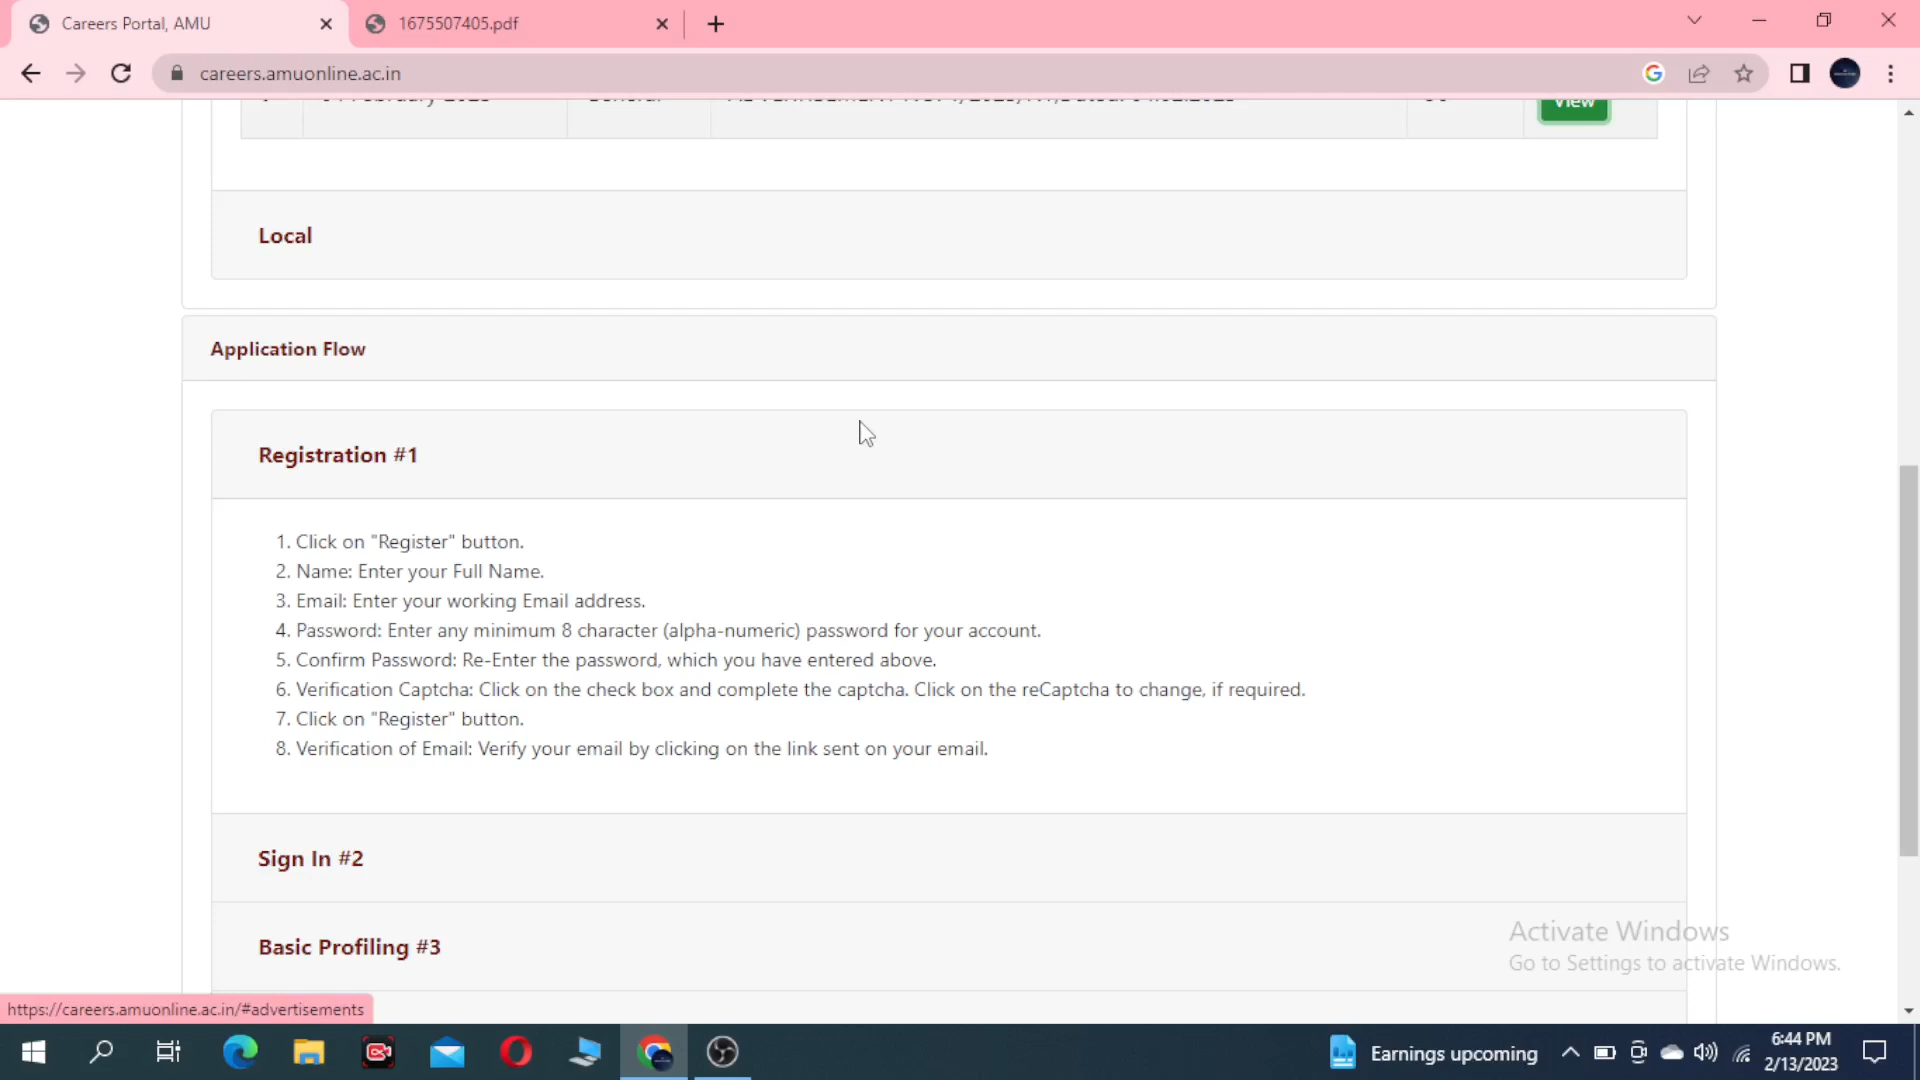 Careers Portal, AMU
1675507405.pdf
careers.amuonline.ac.in
View
Local
Application Flow
Registration #1
1. Click on "Register" button.
2. Name: Enter your Full Name.
3. Email: Enter your working Email address.
4. Password: Enter any minimum 8 character (alpha-numeric) password for your account.
5. Confirm Password: Re-Enter the password, which you have entered above.
6. Verification Captcha: Click on the check box and complete the captcha. Click on the reCaptcha to change, if required.
7. Click on "Register" button.
8. Verification of Email: Verify your email by clicking on the link sent on your email.
Sign In #2
Basic Profiling #3
Activate Windows
Go to Settings to activate Windows.
https://careers.amuonline.ac.in/#advertisements
Earnings upcoming
6:44 PM
2/13/2023